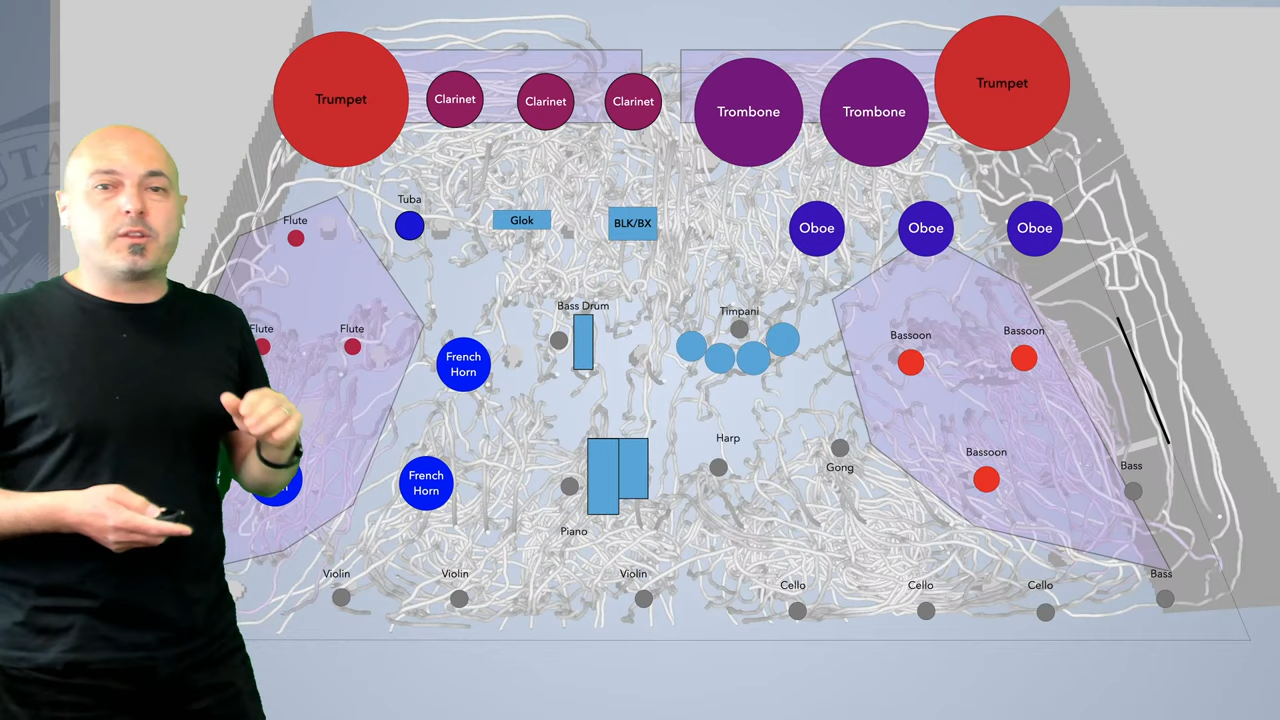 Trumpet
Clarinet
Clarinet
Clarinet
Trombone
Trombone
Trumpet
UTA
Flute
Tuba
Glok
BLK/BX
Oboe
Oboe
Oboe
Flute
Flute
French
Horn
Bass Drum
Timpani
Bassoon
Bassoon
French
Horn
Piano
Harp
Gong
Bassoon
Bass
Violin
Violin
Violin
Cello
Cello
Cello
Bass